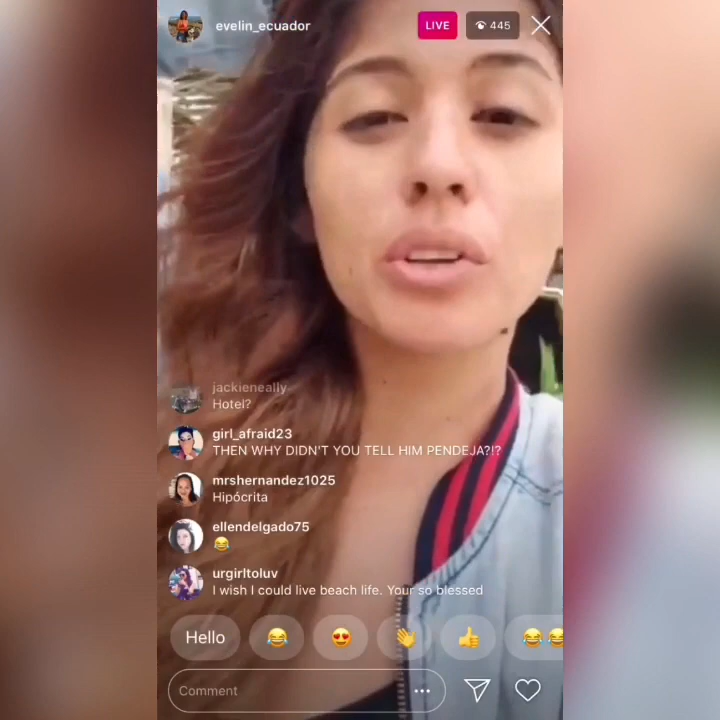 evelin_ecuador
LIVE
445
jackieneally
Hotel?
girl_afraid23
THEN WHY DIDN'T YOU TELL HIM PENDEJA?!?
mrshernandez1025
Hipócrita
ellendelgado75
😂
urgirltoluv
I wish I could live beach life. Your so blessed
Hello 😂 😍 👋 👍 😂😂
Comment